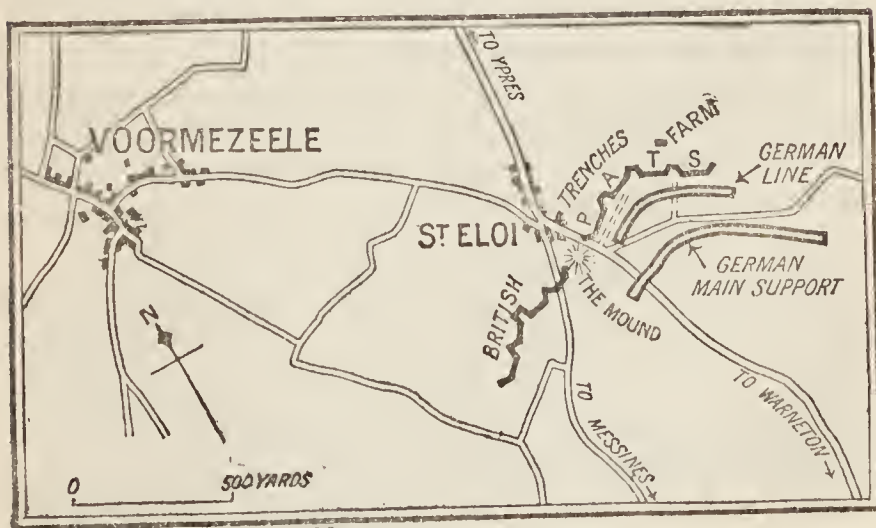 TO YPRES
VOORMEZEELE
TRENCHES
FARM
P A T S
GERMAN
LINE
ST ELOI
GERMAN
MAIN SUPPORT
THE MOUND
BRITISH
N
TO MESSINES
TO WARNETON
0 500 YARDS